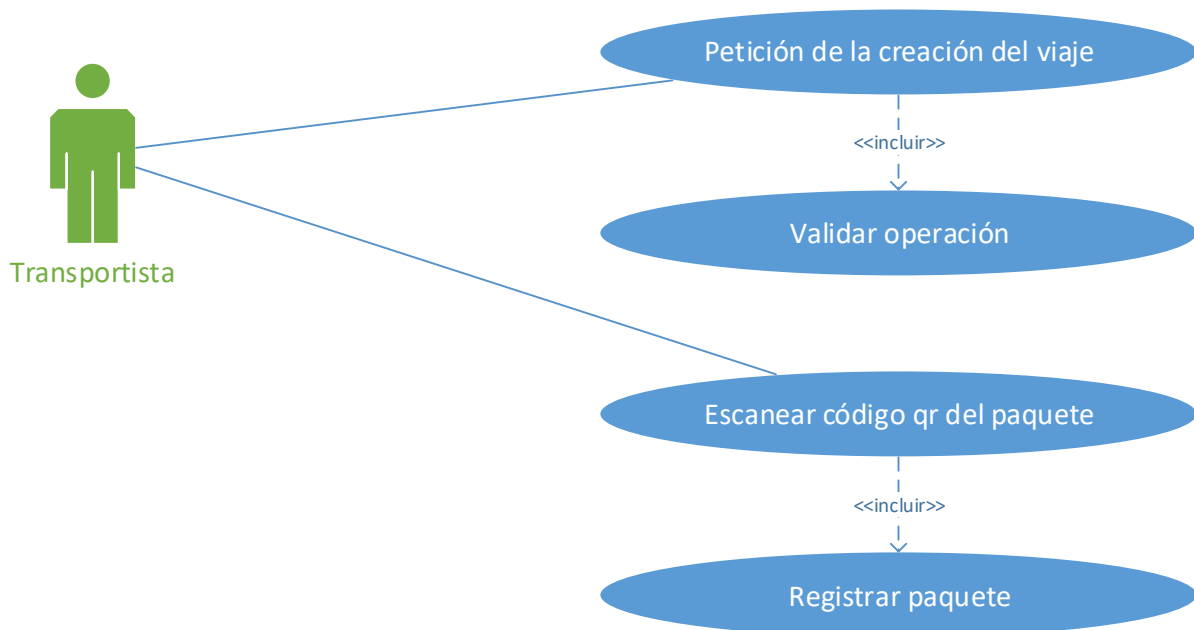 Petición de la creación del viaje
<<incluir>>
Validar operación
Transportista
Escanear código qr del paquete
<<incluir>>
Registrar paquete